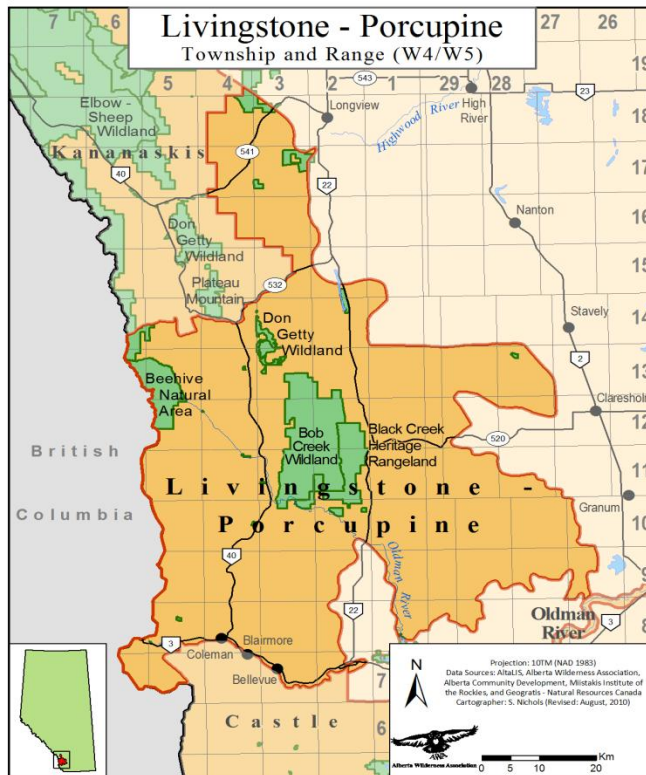 Livingstone - Porcupine
Township and Range (W4/W5)
7
6
5
4
3
2
1
29
28
27
26
543
23
19
18
17
16
15
14
13
12
11
10
9
8
Elbow -
Sheep
Wildland
Longview
High
River
Highwood River
Kananaskis
541
40
22
Nanton
Don
Getty
Wildland
Plateau
Mountain
532
Don
Getty
Wildland
Stavely
2
Beehive
Natural
Area
Claresholm
British
Columbia
Bob
Creek
Wildland
Black Creek
Heritage
Rangeland
520
Granum
Livingstone -
Porcupine
40
22
Oldman
River
Oldman
River
3
3
Blairmore
Coleman
Bellevue
7
6
Castle
N
Projection: 10TM (NAD 1983)
Data Sources: AltaLIS, Alberta Wilderness Association,
Alberta Community Development, Miistakis Institute of
the Rockies, and Geogratis - Natural Resources Canada
Cartographer: S. Nichols (Revised: August, 2010)
AWA
Alberta Wilderness Association
0 5 10 20 Km